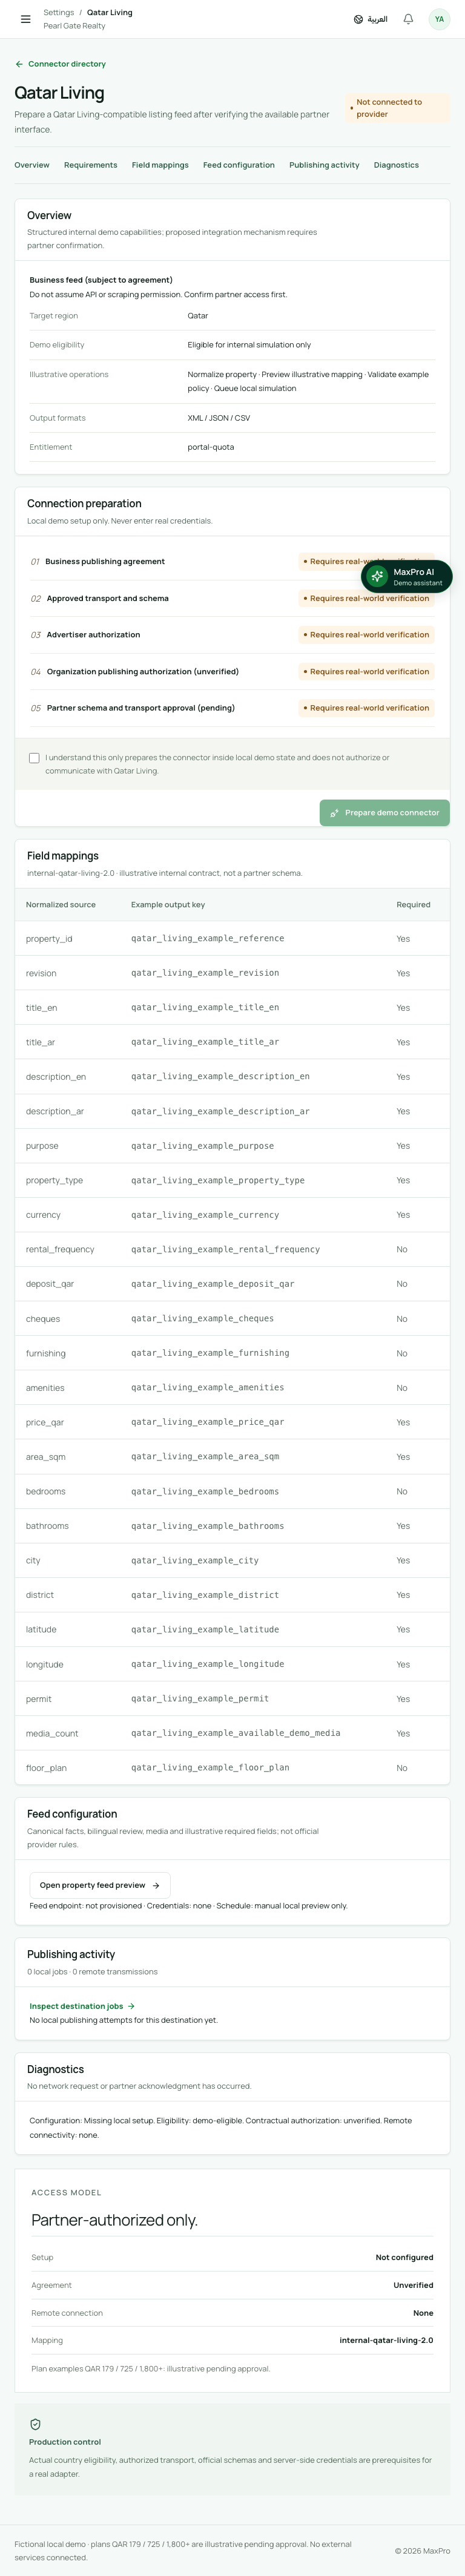 Settings / Qatar Living
Pearl Gate Realty
العربية
YA
Connector directory
Qatar Living
Prepare a Qatar Living-compatible listing feed after verifying the available partner
interface.
Not connected to
provider
Overview Requirements Field mappings Feed configuration Publishing activity Diagnostics
Overview
Structured internal demo capabilities; proposed integration mechanism requires
partner confirmation.
Business feed (subject to agreement)
Do not assume API or scraping permission. Confirm partner access first.
Target region Qatar
Demo eligibility Eligible for internal simulation only
Illustrative operations Normalize property · Preview illustrative mapping · Validate example
policy · Queue local simulation
Output formats XML / JSON / CSV
Entitlement portal-quota
Connection preparation
Local demo setup only. Never enter real credentials.
01 Business publishing agreement Requires real-world verification
MaxPro AI
Demo assistant
02 Approved transport and schema Requires real-world verification
03 Advertiser authorization Requires real-world verification
04 Organization publishing authorization (unverified) Requires real-world verification
05 Partner schema and transport approval (pending) Requires real-world verification
I understand this only prepares the connector inside local demo state and does not authorize or
communicate with Qatar Living.
Prepare demo connector
Field mappings
internal-qatar-living-2.0 · illustrative internal contract, not a partner schema.
Normalized source Example output key Required
property_id qatar_living_example_reference Yes
revision qatar_living_example_revision Yes
title_en qatar_living_example_title_en Yes
title_ar qatar_living_example_title_ar Yes
description_en qatar_living_example_description_en Yes
description_ar qatar_living_example_description_ar Yes
purpose qatar_living_example_purpose Yes
property_type qatar_living_example_property_type Yes
currency qatar_living_example_currency Yes
rental_frequency qatar_living_example_rental_frequency No
deposit_qar qatar_living_example_deposit_qar No
cheques qatar_living_example_cheques No
furnishing qatar_living_example_furnishing No
amenities qatar_living_example_amenities No
price_qar qatar_living_example_price_qar Yes
area_sqm qatar_living_example_area_sqm Yes
bedrooms qatar_living_example_bedrooms No
bathrooms qatar_living_example_bathrooms Yes
city qatar_living_example_city Yes
district qatar_living_example_district Yes
latitude qatar_living_example_latitude Yes
longitude qatar_living_example_longitude Yes
permit qatar_living_example_permit Yes
media_count qatar_living_example_available_demo_media Yes
floor_plan qatar_living_example_floor_plan No
Feed configuration
Canonical facts, bilingual review, media and illustrative required fields; not official
provider rules.
Open property feed preview
Feed endpoint: not provisioned · Credentials: none · Schedule: manual local preview only.
Publishing activity
0 local jobs · 0 remote transmissions
Inspect destination jobs
No local publishing attempts for this destination yet.
Diagnostics
No network request or partner acknowledgment has occurred.
Configuration: Missing local setup. Eligibility: demo-eligible. Contractual authorization: unverified. Remote
connectivity: none.
ACCESS MODEL
Partner-authorized only.
Setup Not configured
Agreement Unverified
Remote connection None
Mapping internal-qatar-living-2.0
Plan examples QAR 179 / 725 / 1,800+: illustrative pending approval.
Production control
Actual country eligibility, authorized transport, official schemas and server-side credentials are prerequisites for
a real adapter.
Fictional local demo · plans QAR 179 / 725 / 1,800+ are illustrative pending approval. No external
services connected.
© 2026 MaxPro